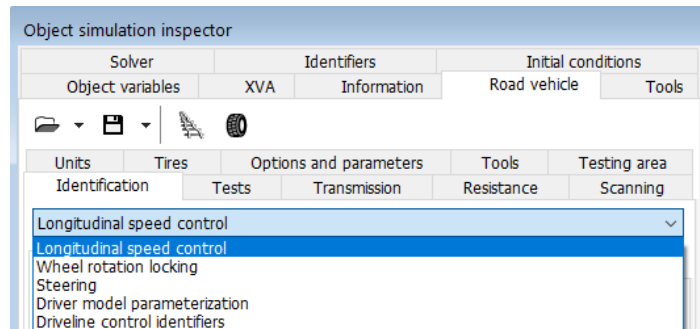 Object simulation inspector
Solver Identifiers Initial conditions
Object variables XVA Information Road vehicle Tools
Units Tires Options and parameters Tools Testing area
Identification Tests Transmission Resistance Scanning
Longitudinal speed control
Longitudinal speed control
Wheel rotation locking
Steering
Driver model parameterization
Driveline control identifiers